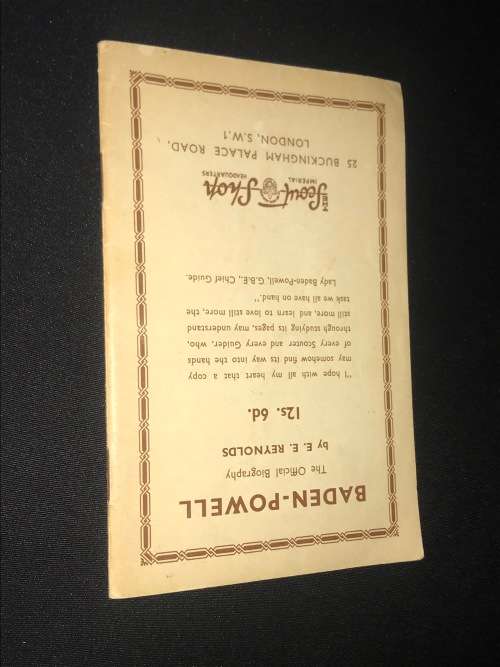 BADEN-POWELL
The Official Biography
by E. E. REYNOLDS
12s. 6d.
"I hope with all my heart that a copy
may somehow find its way into the hands
of every Scouter and every Guider, who,
through studying its pages, may understand
still more, and learn to love still more, the
task we all have on hand."
Lady Baden-Powell, G.B.E., Chief Guide.
THE
Scout Shop
IMPERIAL HEADQUARTERS
25 BUCKINGHAM PALACE ROAD,
LONDON, S.W.1